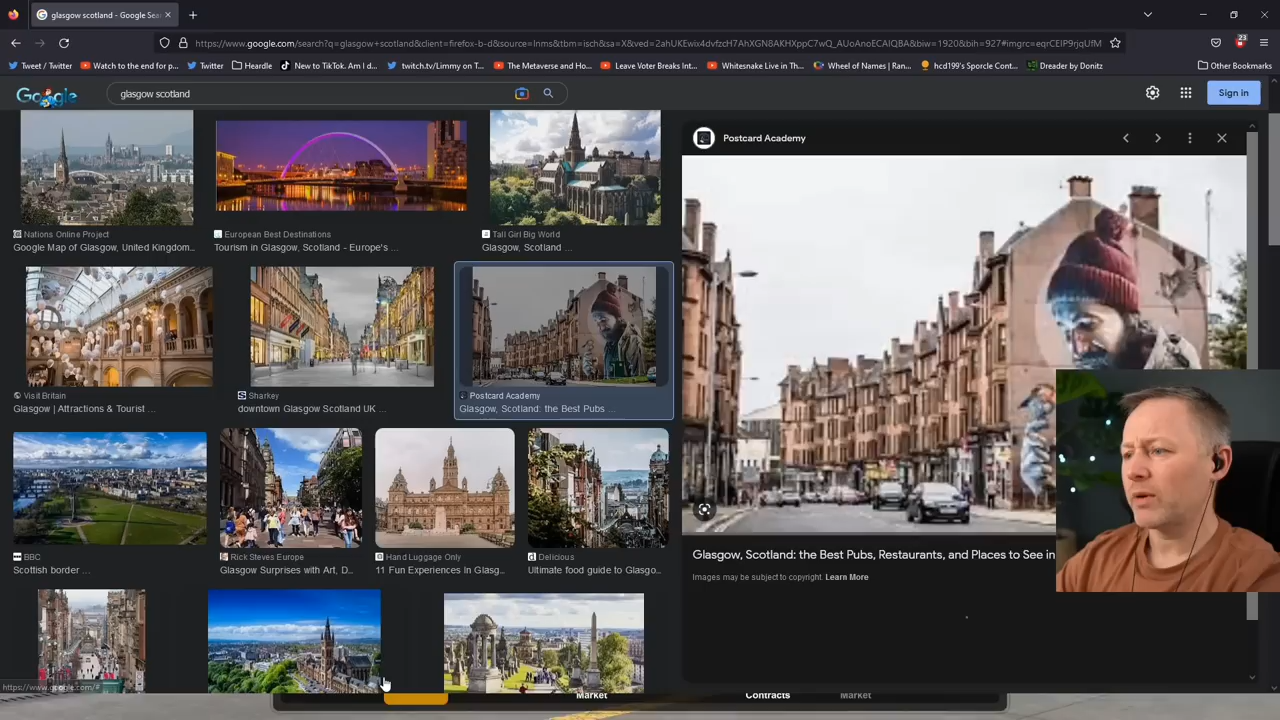 glasgow scotland - Google Sea
https://www.google.com/search?q=glasgow+scotland&client=firefox-b-d&source=lnms&tbm=isch&sa=X&ved=2ahUKEwix4dvfzcH7AhXGN8AKHXppC7wQ_AUoAnoECAIQBA&biw=1920&bih=927#imgrc=eqrCEIP9rjqUfM
23
Tweet / Twitter
Watch to the end for p...
Twitter
Heardle
New to TikTok. Am I d...
twitch.tv/Limmy on T...
The Metaverse and Ho...
Leave Voter Breaks Int...
Whitesnake Live in Th...
Wheel of Names | Ran...
hcd199's Sporcle Cont...
Dreader by Donitz
Other Bookmarks
Google
glasgow scotland
Sign in
Postcard Academy
Nations Online Project
Google Map of Glasgow, United Kingdom...
European Best Destinations
Tourism in Glasgow, Scotland - Europe's ...
Tall Girl Big World
Glasgow, Scotland ...
Visit Britain
Glasgow | Attractions & Tourist ...
Sharkey
downtown Glasgow Scotland UK ...
Postcard Academy
Glasgow, Scotland: the Best Pubs ...
BBC
Scottish border ...
Rick Steves Europe
Glasgow Surprises with Art, D...
Hand Luggage Only
11 Fun Experiences In Glasg...
Delicious
Ultimate food guide to Glasgo...
Glasgow, Scotland: the Best Pubs, Restaurants, and Places to See in
Images may be subject to copyright. Learn More
https://www.google.com/#
Market
Contracts
Market